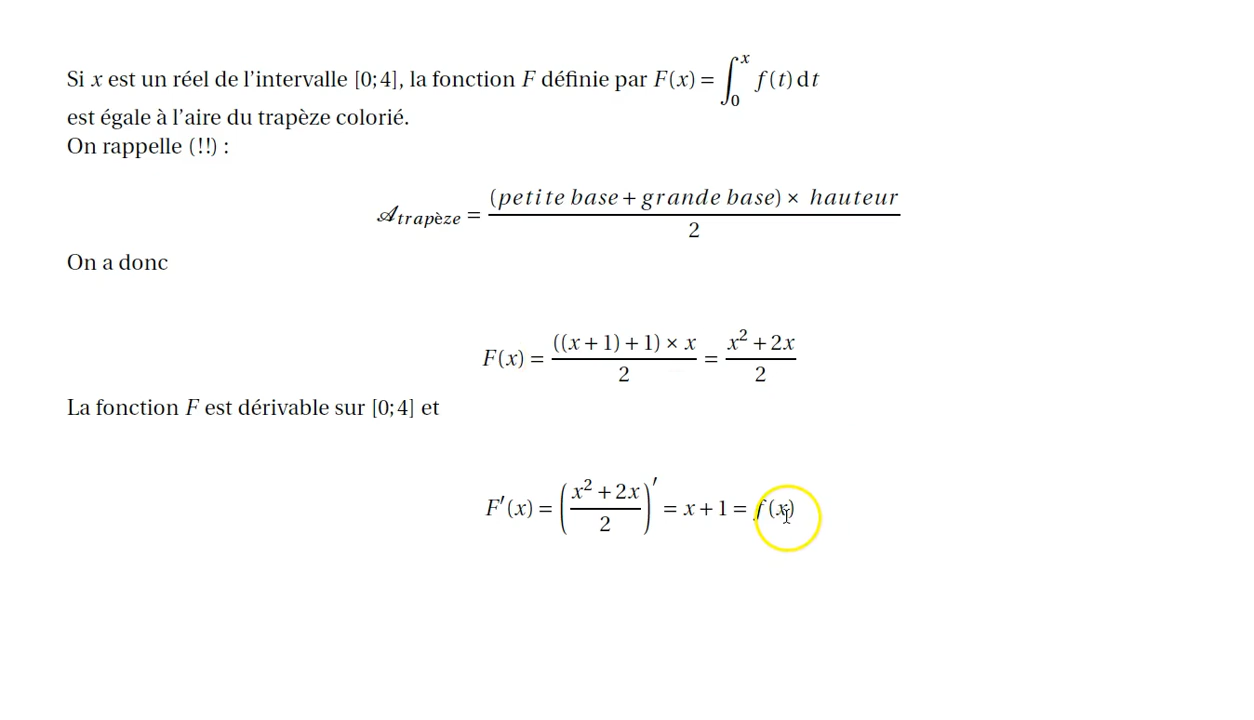 Si x est un réel de l'intervalle [0;4], la fonction F définie par F(x) = ∫₀ˣ f(t) dt
est égale à l'aire du trapèze colorié.
On rappelle (!!) :
𝒜trapèze = (petite base + grande base) × hauteur / 2
On a donc
F(x) = ((x+1)+1) × x / 2 = x² + 2x / 2
La fonction F est dérivable sur [0;4] et
F′(x) = (x² + 2x / 2)′ = x + 1 = f(x)